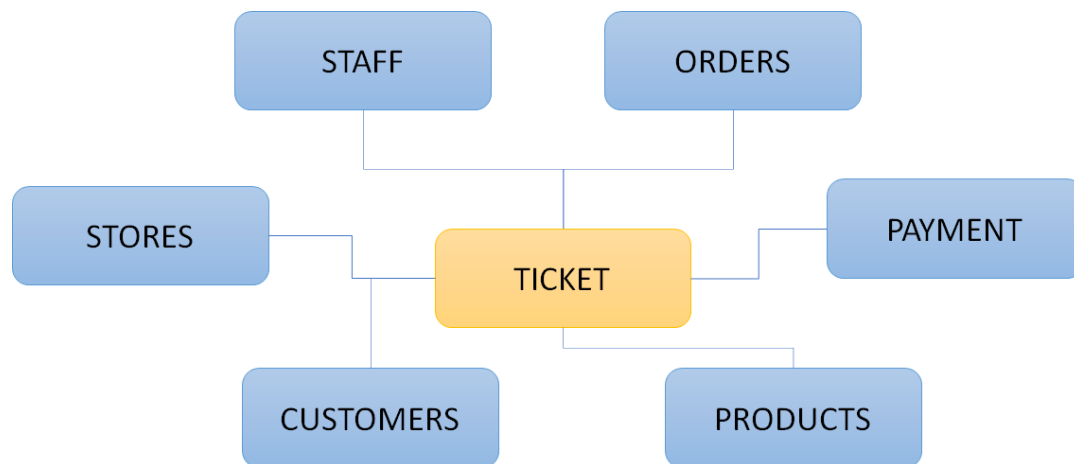 STAFF
ORDERS
STORES
PAYMENT
TICKET
CUSTOMERS
PRODUCTS